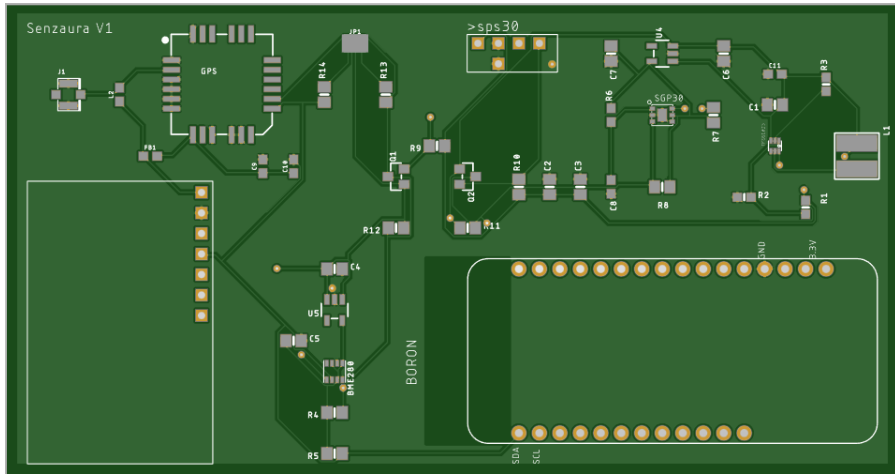 Senzaura V1
JP1
>sps30
U4
J1
GPS
R14
R13
C7
C6
C11
R3
L2
R6
SGP30
C1
R7
L1
FB1
R9
C9
C10
Q1
Q2
R10
C2
C3
C8
R8
R2
R1
R12
R11
GND
3.3V
C4
U5
C5
BME280
BORON
R4
R5
SDA
SCL